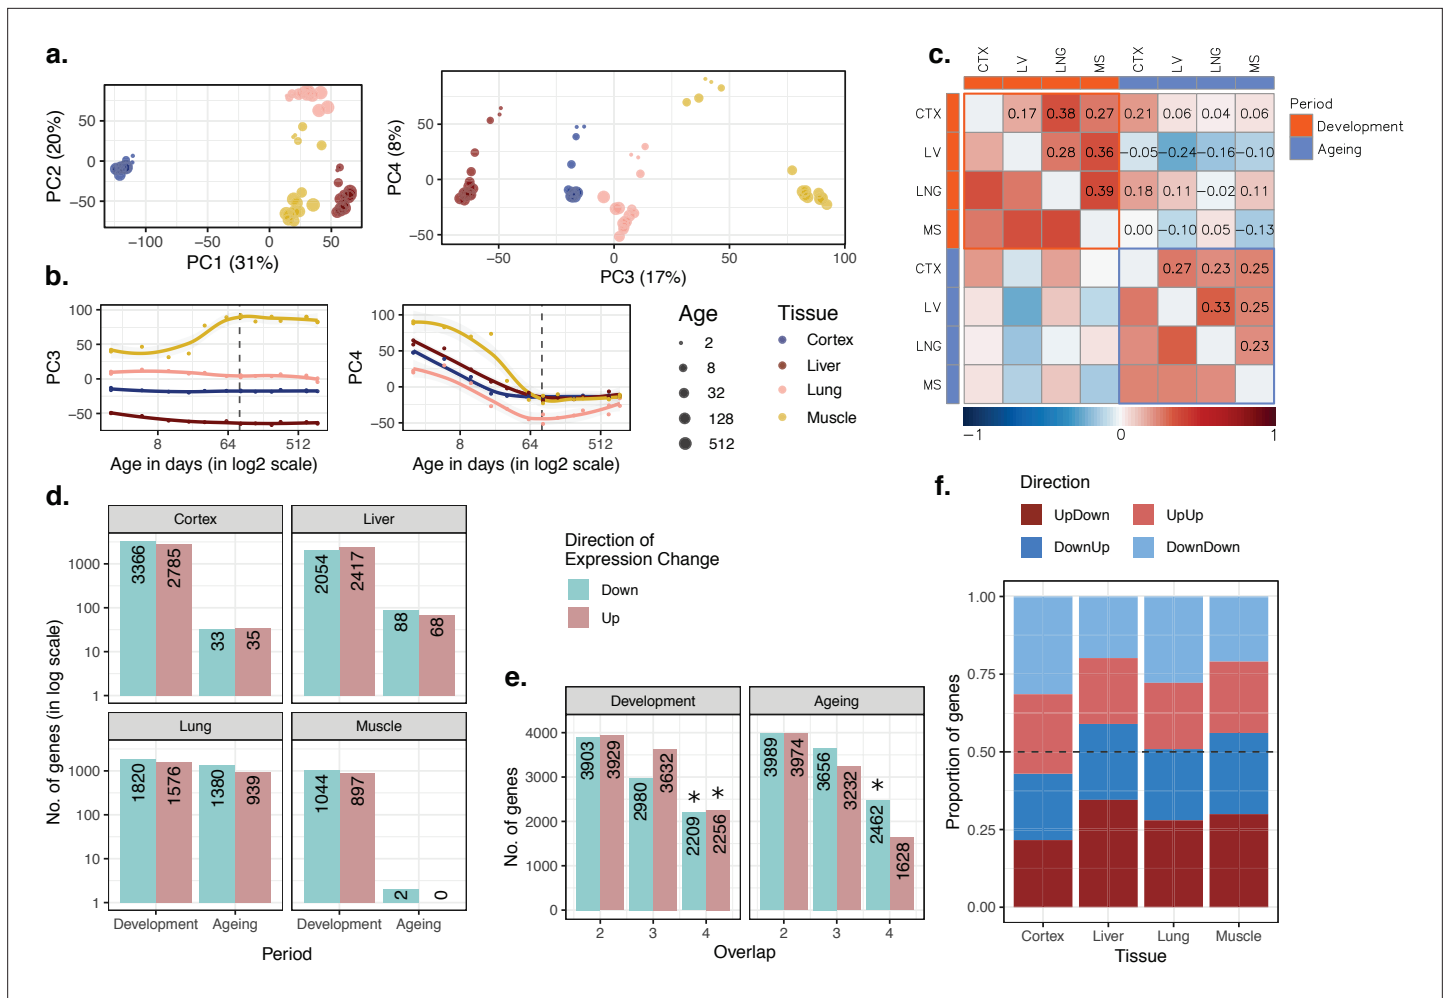 a.
PC2 (20%)
50
0
−50
−100
−50
0
50
PC1 (31%)
PC4 (8%)
50
0
−50
−50
0
50
100
PC3 (17%)
b.
PC3
100
50
0
−50
8
64
512
Age in days (in log2 scale)
PC4
100
50
0
−50
8
64
512
Age in days (in log2 scale)
Age
2
8
32
128
512
Tissue
Cortex
Liver
Lung
Muscle
c.
CTX LV LNG MS CTX LV LNG MS
CTX 0.17 0.38 0.27 0.21 0.06 0.04 0.06
LV 0.28 0.36 −0.05 −0.24 −0.16 −0.10
LNG 0.39 0.18 0.11 −0.02 0.11
MS 0.00 −0.10 0.05 −0.13
CTX 0.27 0.23 0.25
LV 0.33 0.25
LNG 0.23
MS
−1 0 1
Period
Development
Ageing
d.
No. of genes (in log scale)
Cortex
Liver
1000
100
10
1
3366 2785 33 35
2054 2417 88 68
Lung
Muscle
1000
100
10
1
1820 1576 1380 939
1044 897 2 0
Development Ageing Development Ageing
Period
Direction of
Expression Change
Down
Up
e.
Development
Ageing
No. of genes
4000
3000
2000
1000
0
3903 3929 2980 3632 2209 2256
* *
3989 3974 3656 3232 2462 1628
*
2 3 4 2 3 4
Overlap
f.
Direction
UpDown UpUp
DownUp DownDown
Proportion of genes
1.00
0.75
0.50
0.25
0.00
Cortex Liver Lung Muscle
Tissue